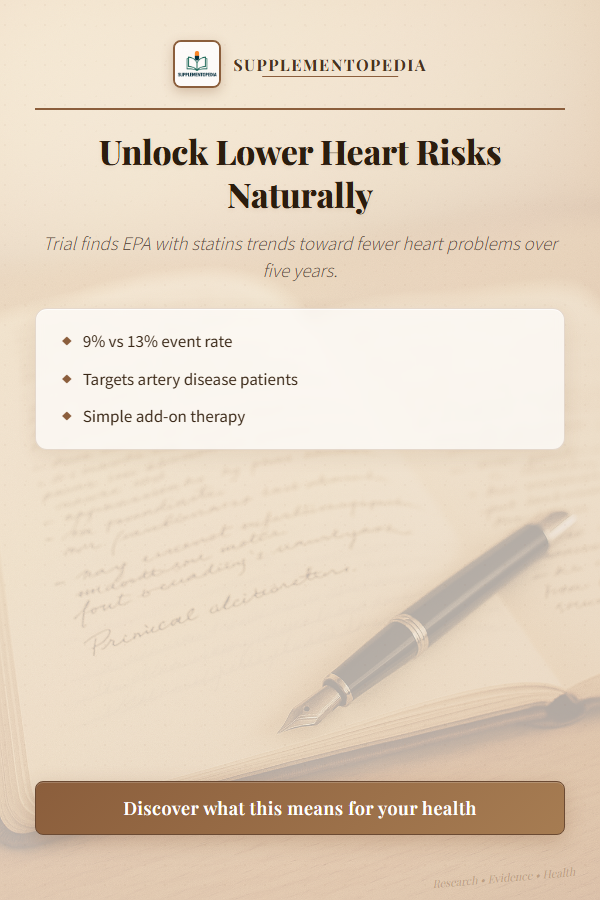 SUPPLEMENTOPEDIA
SUPPLEMENTOPEDIA
Unlock Lower Heart Risks
Naturally
Trial finds EPA with statins trends toward fewer heart problems over
five years.
9% vs 13% event rate
Targets artery disease patients
Simple add-on therapy
Discover what this means for your health
Research • Evidence • Health